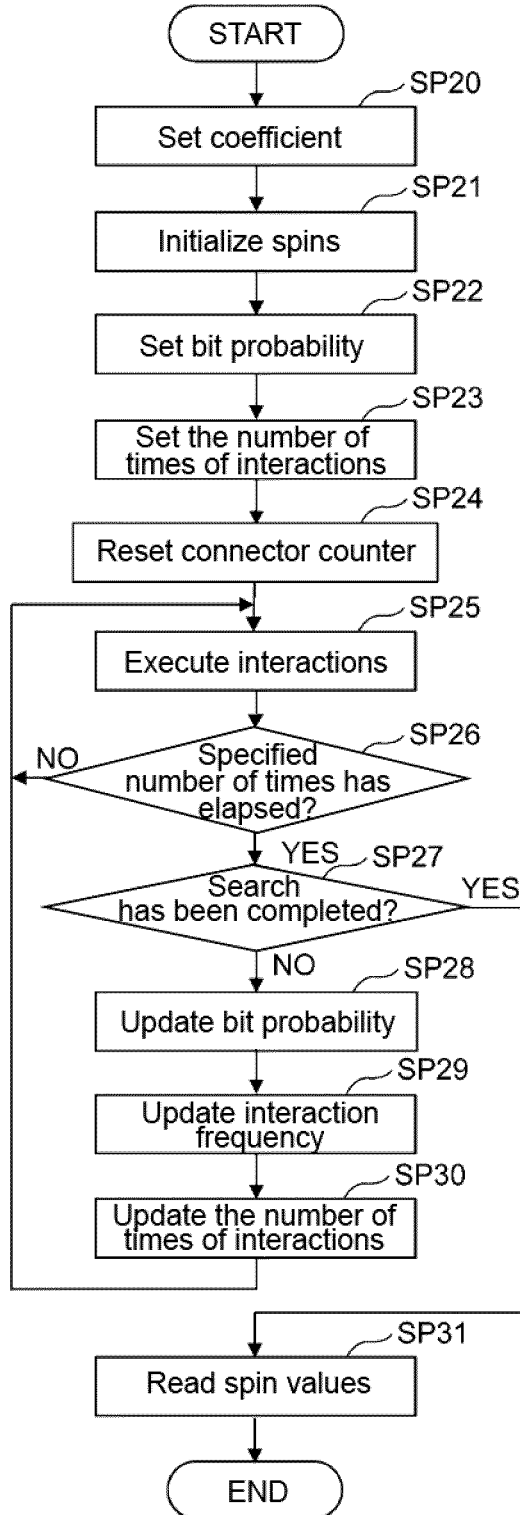 START
SP20
Set coefficient
SP21
Initialize spins
SP22
Set bit probability
SP23
Set the number of
times of interactions
SP24
Reset connector counter
SP25
Execute interactions
SP26
NO
Specified
number of times has
elapsed?
YES
SP27
Search
has been completed?
YES
NO
SP28
Update bit probability
SP29
Update interaction
frequency
SP30
Update the number of
times of interactions
SP31
Read spin values
END